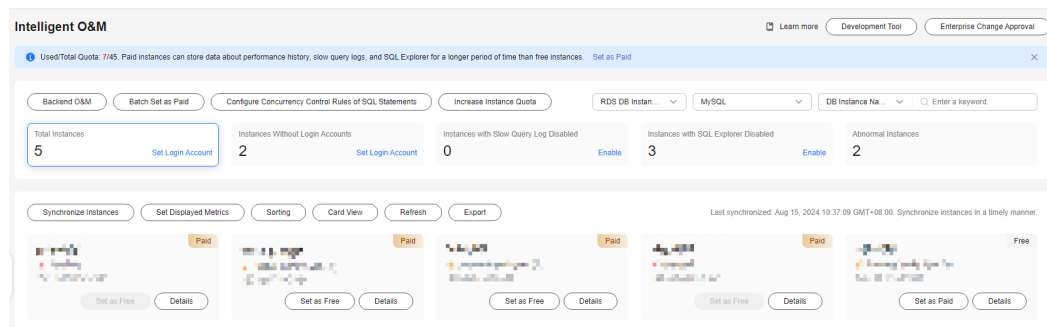 Intelligent O&M Learn more Development Tool Enterprise Change Approval
Used/Total Quota: 7/45. Paid instances can store data about performance history, slow query logs, and SQL Explorer for a longer period of time than free instances. Set as Paid
Backend O&M Batch Set as Paid Configure Concurrency Control Rules of SQL Statements Increase Instance Quota RDS DB Instan... MySQL DB Instance Na... Enter a keyword.
Total Instances Instances Without Login Accounts Instances with Slow Query Log Disabled Instances with SQL Explorer Disabled Abnormal Instances
5 Set Login Account 2 Set Login Account 0 Enable 3 Enable 2
Synchronize Instances Set Displayed Metrics Sorting Card View Refresh Export Last synchronized: Aug 15, 2024 10:37:09 GMT+08:00. Synchronize instances in a timely manner.
Paid Paid Paid Paid Free
Set as Free Details Set as Free Details Set as Free Details Set as Free Details Set as Paid Details